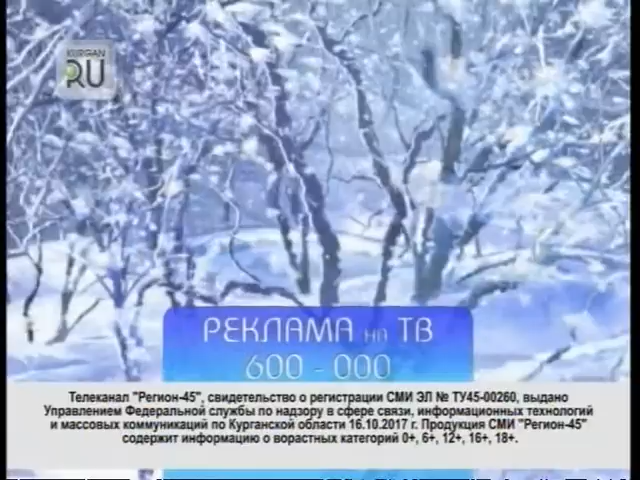 KURGAN
RU
РЕКЛАМА на ТВ
600 - 000
Телеканал "Регион-45", свидетельство о регистрации СМИ ЭЛ № ТУ45-00260, выдано
Управлением Федеральной службы по надзору в сфере связи, информационных технологий
и массовых коммуникаций по Курганской области 16.10.2017 г. Продукция СМИ "Регион-45"
содержит информацию о ворастных категорий 0+, 6+, 12+, 16+, 18+.